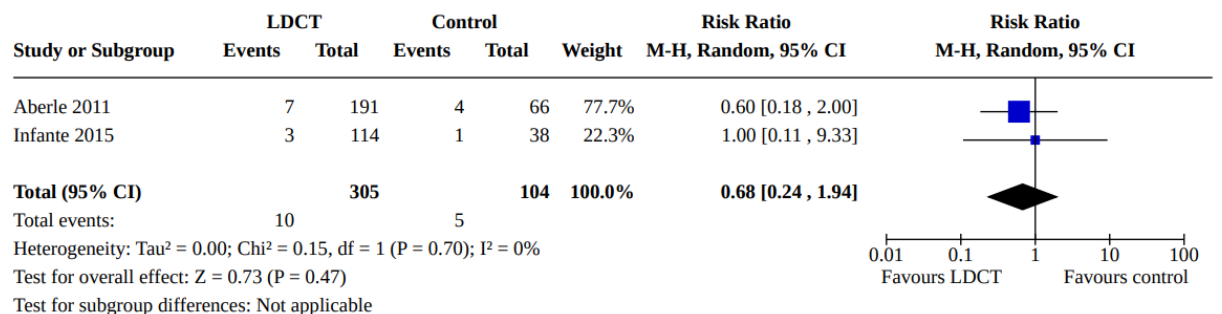 LDCT Control Risk Ratio Risk Ratio
Study or Subgroup Events Total Events Total Weight M-H, Random, 95% CI M-H, Random, 95% CI
Aberle 2011 7 191 4 66 77.7% 0.60 [0.18 , 2.00]
Infante 2015 3 114 1 38 22.3% 1.00 [0.11 , 9.33]
Total (95% CI) 305 104 100.0% 0.68 [0.24 , 1.94]
Total events: 10 5
Heterogeneity: Tau² = 0.00; Chi² = 0.15, df = 1 (P = 0.70); I² = 0%
0.01 0.1 1 10 100
Test for overall effect: Z = 0.73 (P = 0.47)
Favours LDCT Favours control
Test for subgroup differences: Not applicable